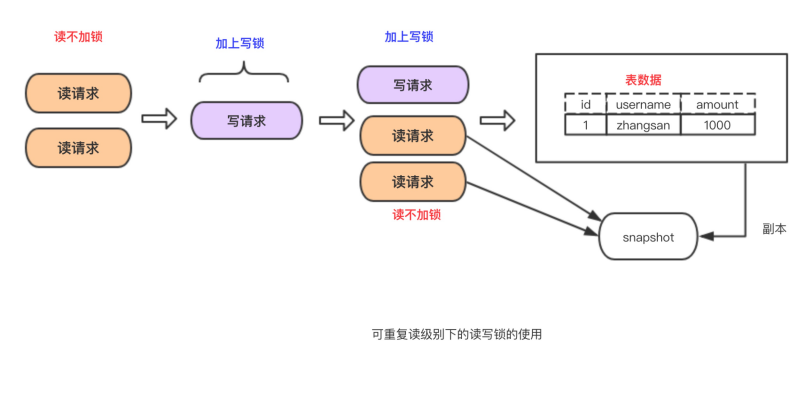 读不加锁
读请求
读请求
加上写锁
写请求
加上写锁
写请求
读请求
读请求
读不加锁
表数据
id username amount
1 zhangsan 1000
snapshot
副本
可重复读级别下的读写锁的使用